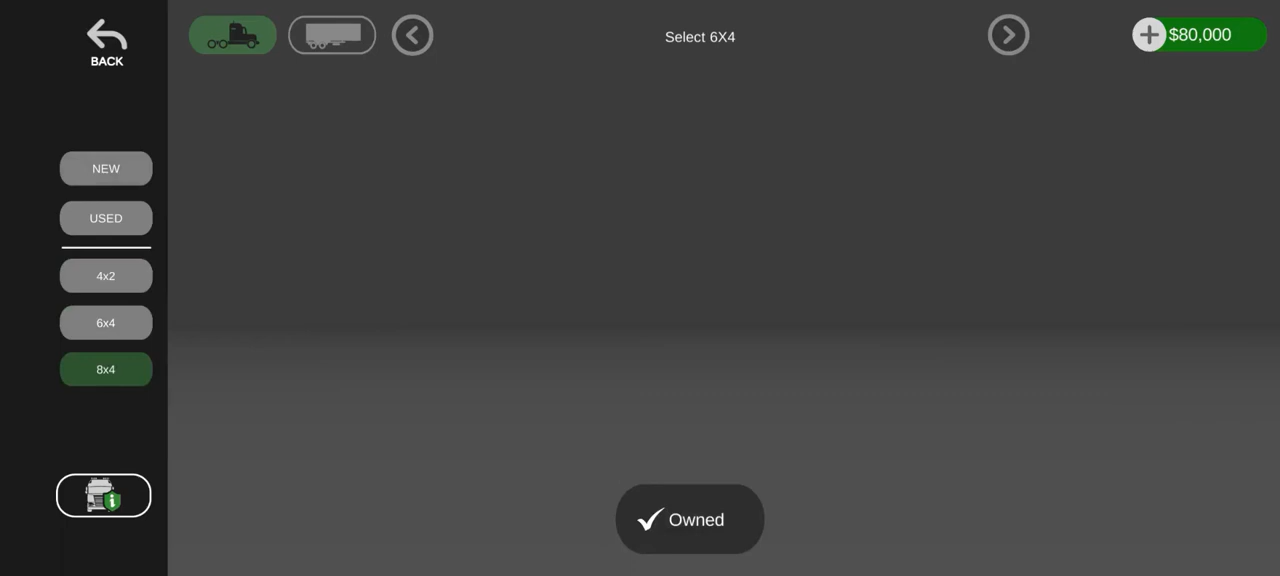 BACK
Select 6X4
$80,000
NEW
USED
4x2
6x4
8x4
Owned